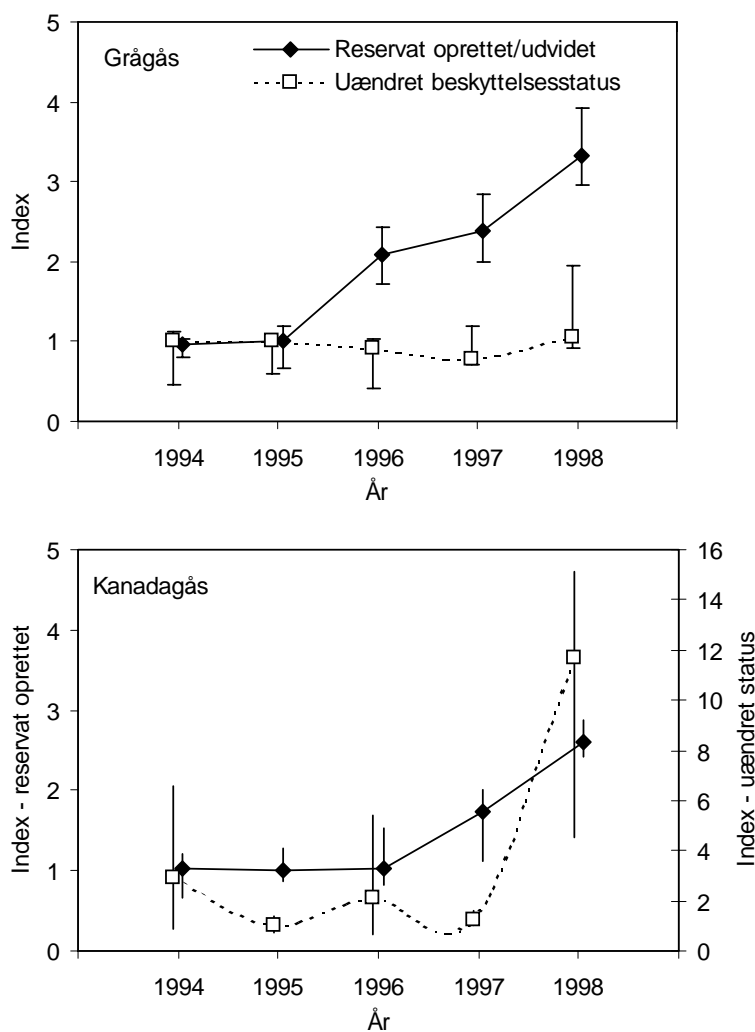 5
4
3
2
1
0
Index
Grågås
Reservat oprettet/udvidet
Uændret beskyttelsesstatus
1994 1995 1996 1997 1998
År
5
4
3
2
1
0
Index - reservat oprettet
Kanadagås
16
14
12
10
8
6
4
2
0
Index - uændret status
1994 1995 1996 1997 1998
År